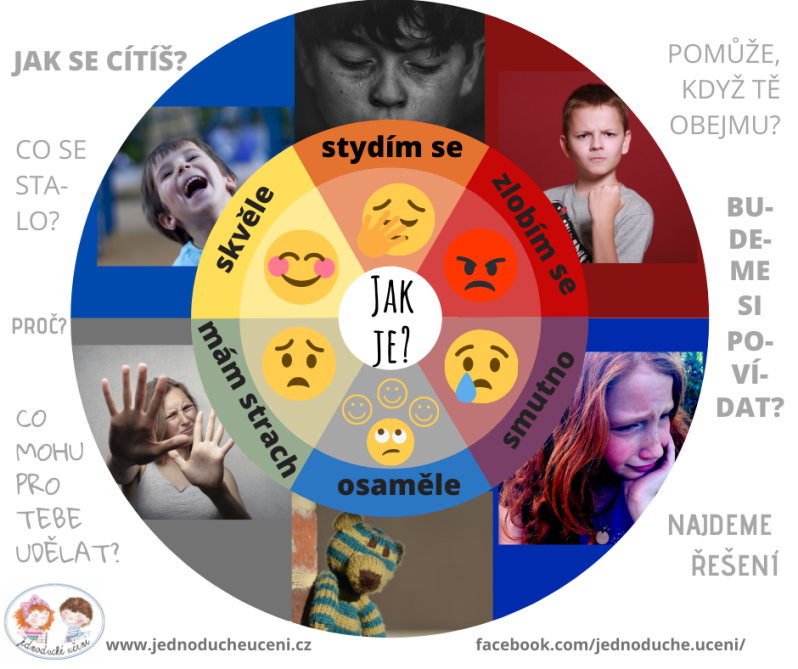 JAK SE CÍTÍŠ?
CO SE
STA-
LO?
PROČ?
CO
MOHU
PRO
TEBE
UDĚLAT?
stydím se
zlobím se
smutno
osaměle
mám strach
skvěle
JAK
JE?
POMŮŽE,
KDYŽ TĚ
OBEJMU?
BU-
DE-
ME
SI
PO-
VÍ-
DAT?
NAJDEME
ŘEŠENÍ
jednoduché učení
www.jednoducheuceni.cz
facebook.com/jednoduche.uceni/